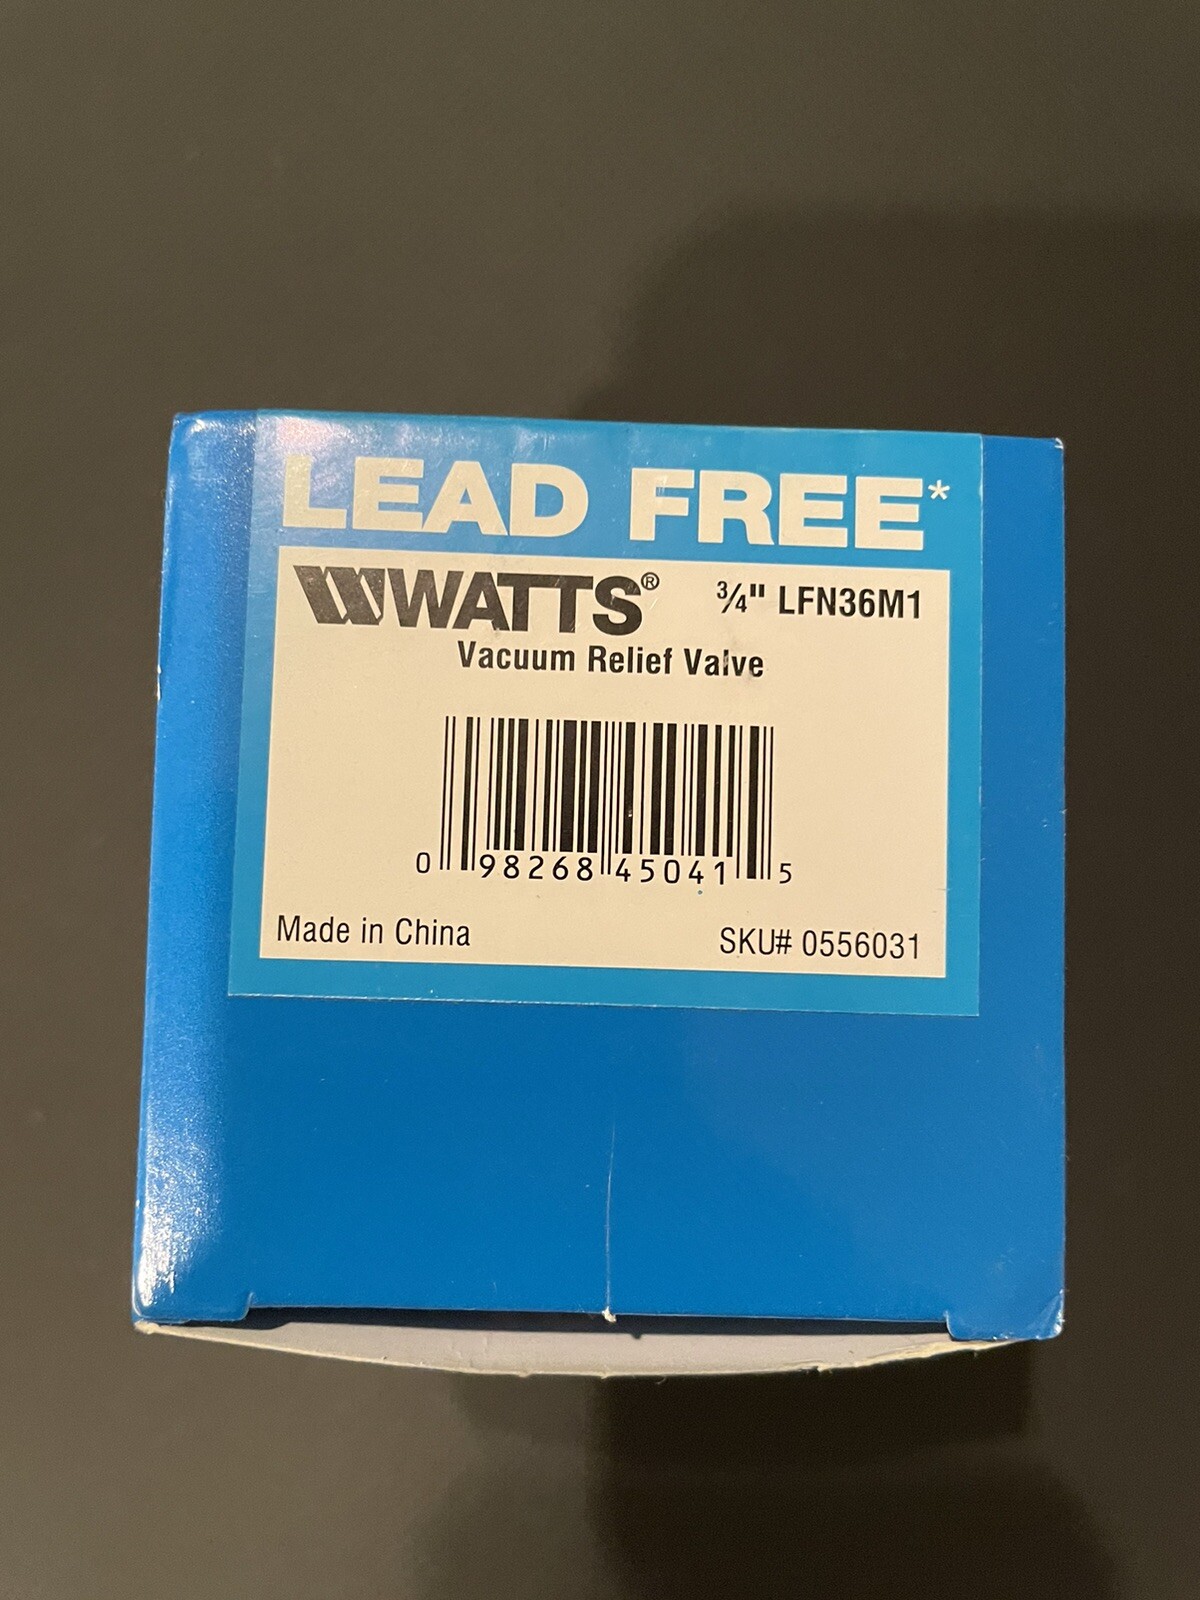 LEAD FREE*
WATTS® ¾" LFN36M1
Vacuum Relief Valve
0 98268 45041 5
Made in China SKU# 0556031